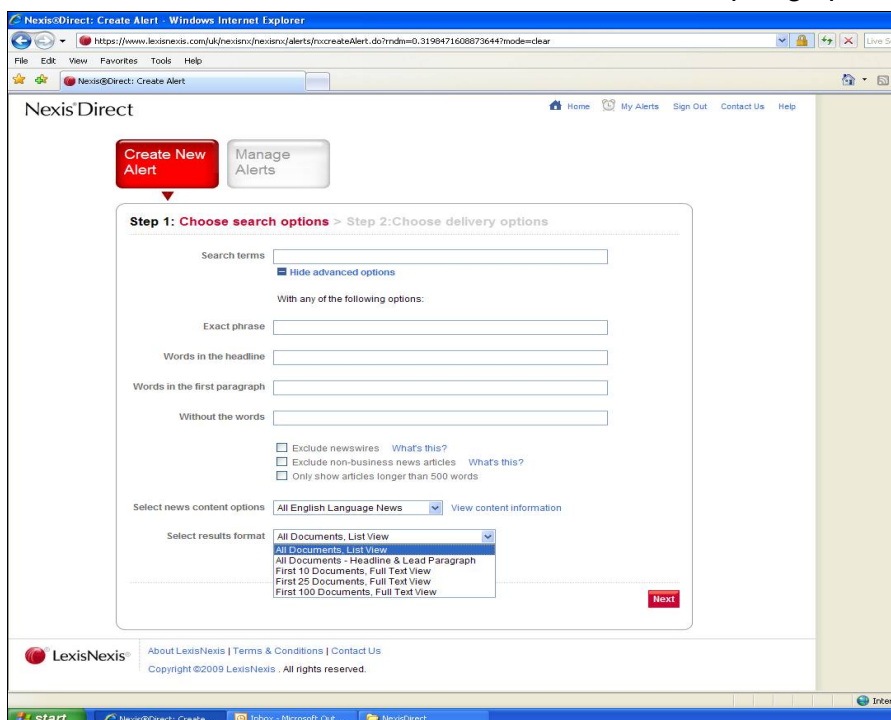 Nexis®Direct: Create Alert - Windows Internet Explorer
https://www.lexisnexis.com/uk/nexisnx/nexisnx/alerts/nxcreateAlert.do?rndm=0.3198471608873644?mode=clear
Live S
File Edit View Favorites Tools Help
Nexis®Direct: Create Alert
Nexis®Direct
Home My Alerts Sign Out Contact Us Help
Create New Alert
Manage Alerts
Step 1: Choose search options > Step 2:Choose delivery options
Search terms
Hide advanced options
With any of the following options:
Exact phrase
Words in the headline
Words in the first paragraph
Without the words
Exclude newswires What's this?
Exclude non-business news articles What's this?
Only show articles longer than 500 words
Select news content options All English Language News View content information
Select results format All Documents, List View
All Documents, List View
All Documents - Headline & Lead Paragraph
First 10 Documents, Full Text View
First 25 Documents, Full Text View
First 100 Documents, Full Text View
Next
LexisNexis®
About LexisNexis | Terms & Conditions | Contact Us
Copyright ©2009 LexisNexis . All rights reserved.
Inter
start Nexis®Direct: Create ... Inbox - Microsoft Out... NexisDirect